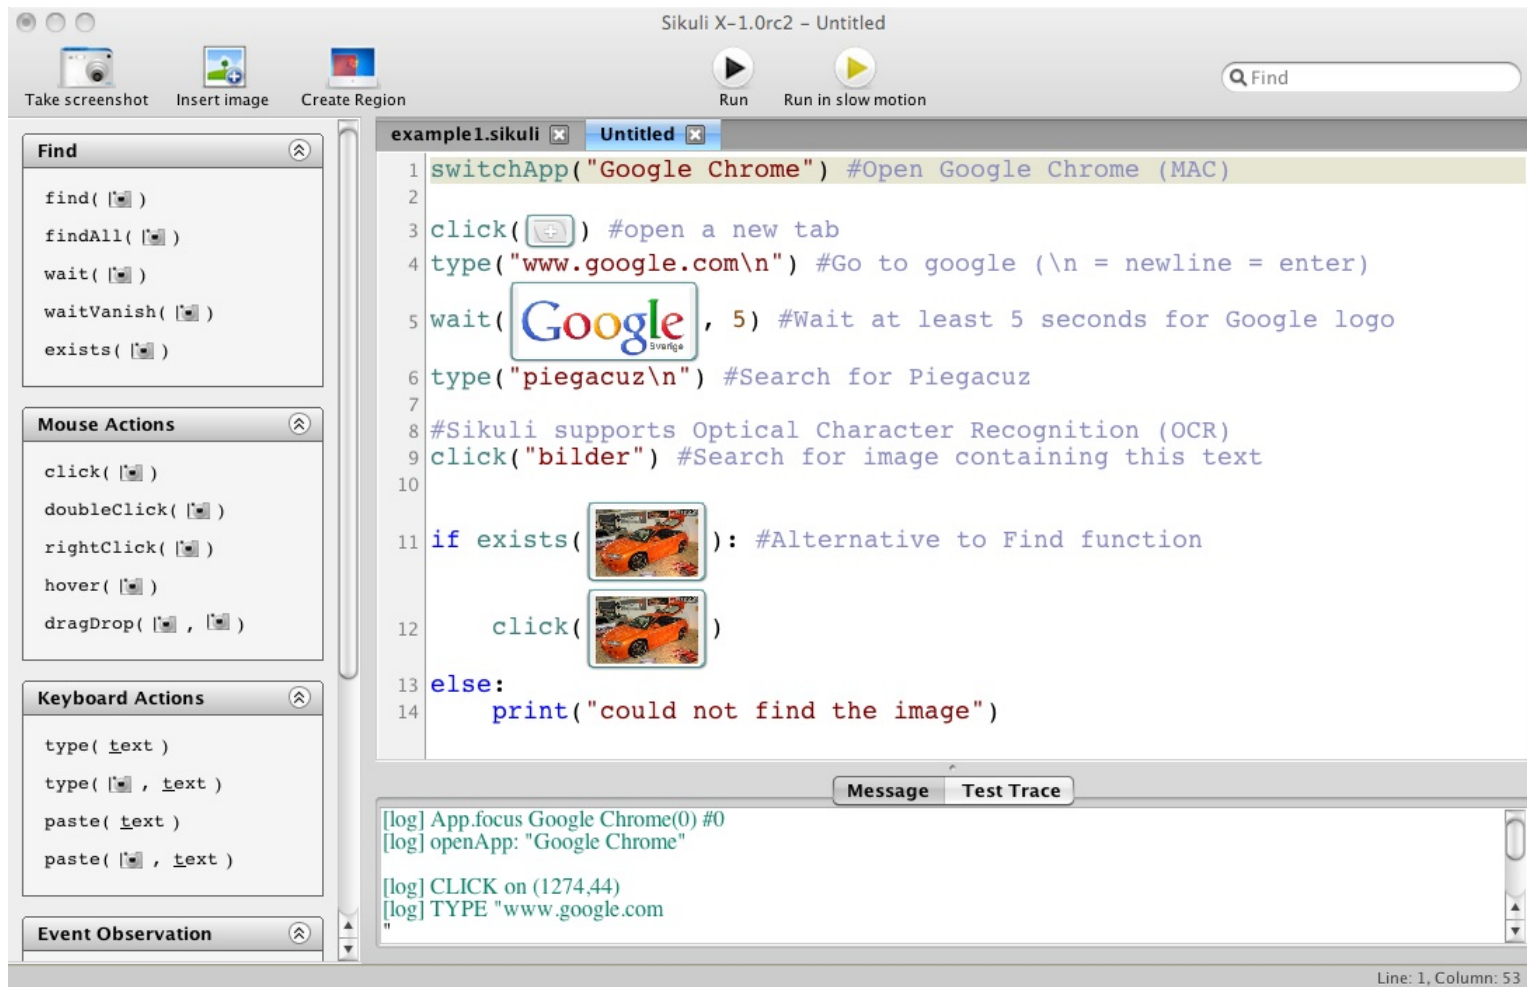 Sikuli X-1.0rc2 - Untitled
Take screenshot Insert image Create Region Run Run in slow motion Find
example1.sikuli Untitled
Find
find( )
findAll( )
wait( )
waitVanish( )
exists( )
Mouse Actions
click( )
doubleClick( )
rightClick( )
hover( )
dragDrop( , )
Keyboard Actions
type( text )
type( , text )
paste( text )
paste( , text )
Event Observation
1 switchApp("Google Chrome") #Open Google Chrome (MAC)
2
3 click( ) #open a new tab
4 type("www.google.com\n") #Go to google (\n = newline = enter)
5 wait( Google Sverige , 5) #Wait at least 5 seconds for Google logo
6 type("piegacuz\n") #Search for Piegacuz
7
8 #Sikuli supports Optical Character Recognition (OCR)
9 click("bilder") #Search for image containing this text
10
11 if exists( ): #Alternative to Find function
12 click( )
13 else:
14 print("could not find the image")
Message Test Trace
[log] App.focus Google Chrome(0) #0
[log] openApp: "Google Chrome"
[log] CLICK on (1274,44)
[log] TYPE "www.google.com
"
Line: 1, Column: 53